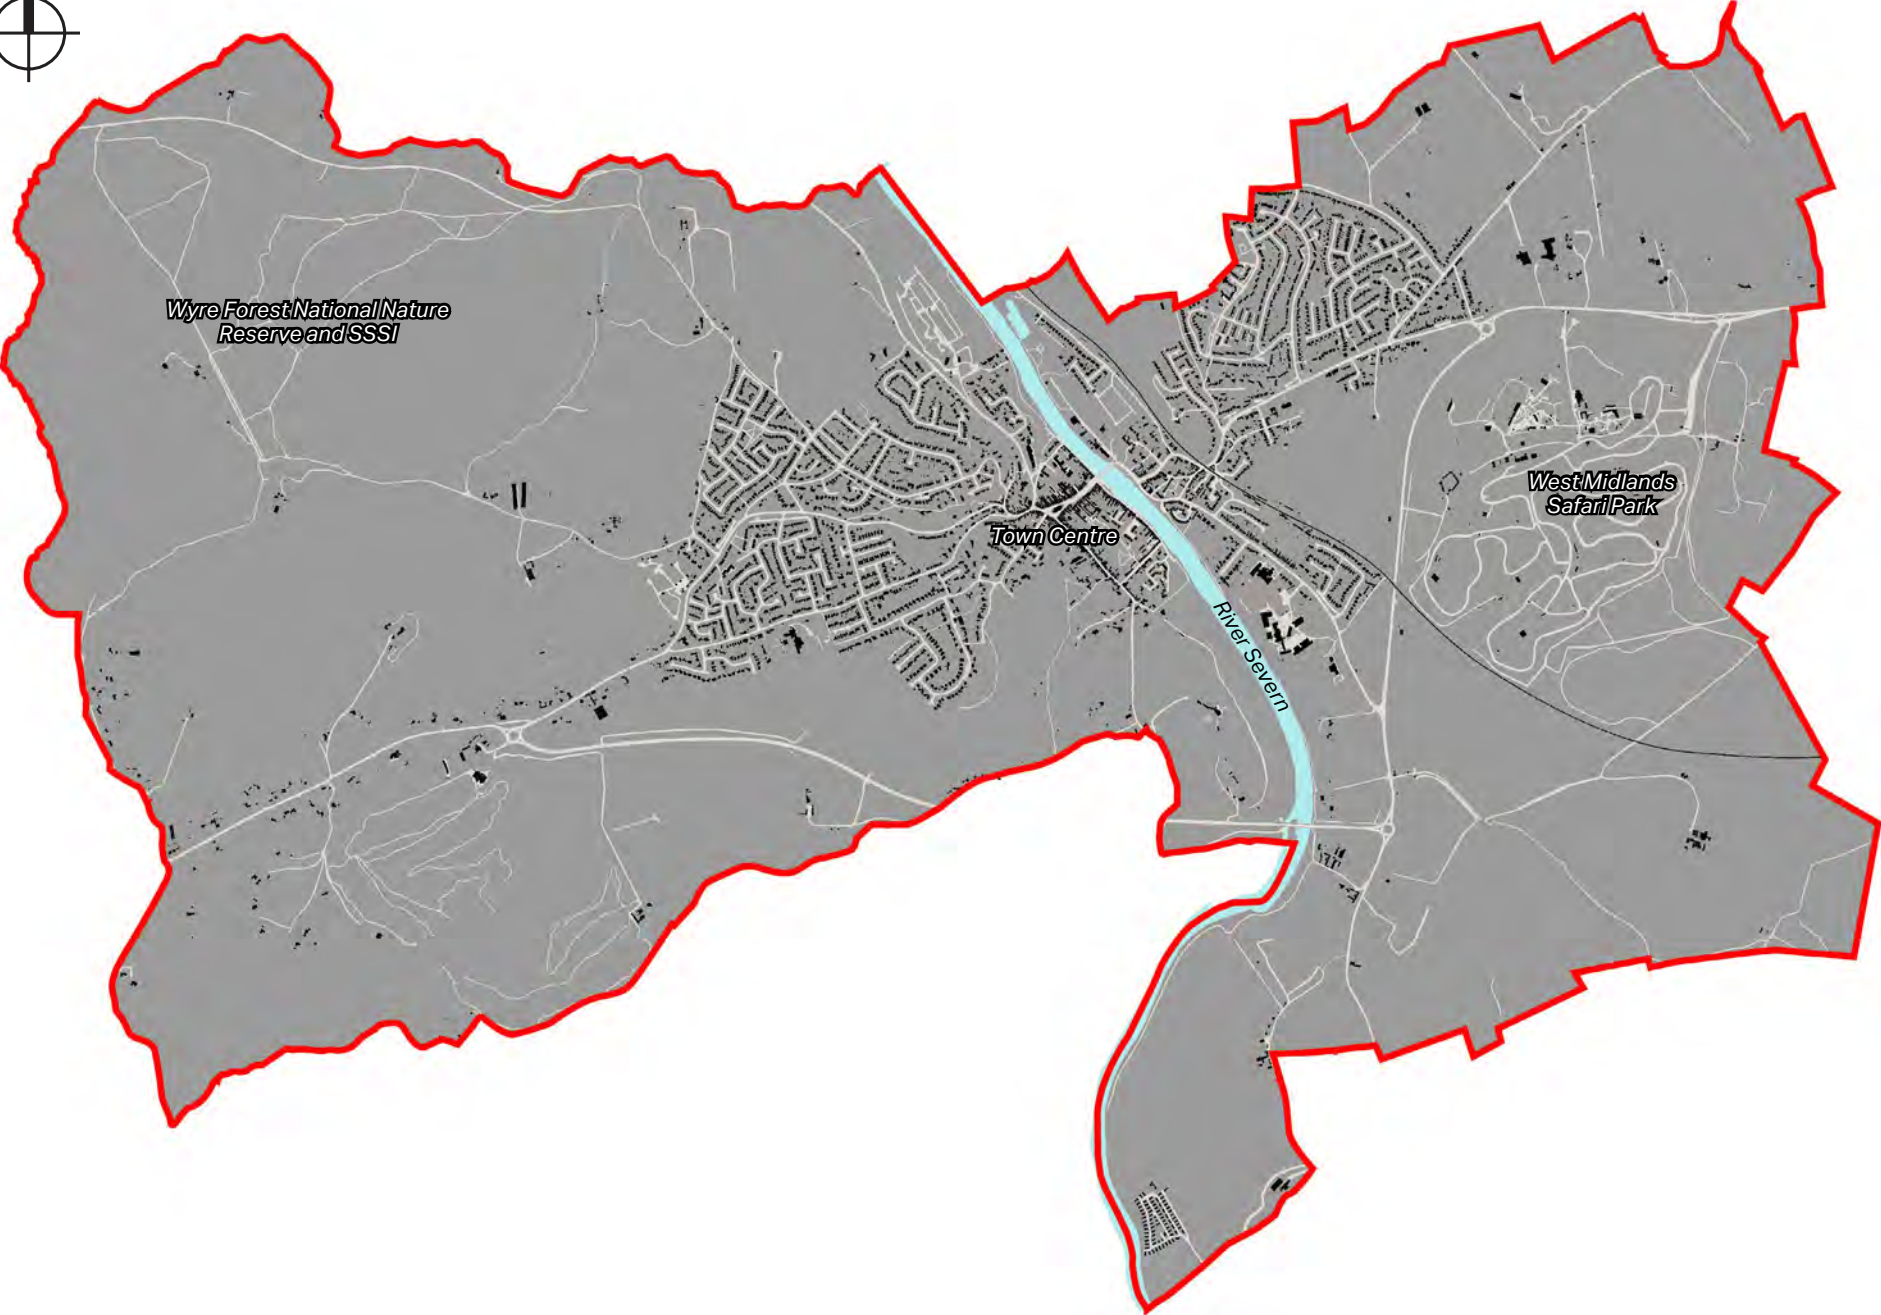 Wyre Forest National Nature
Reserve and SSSI
West Midlands
Safari Park
Town Centre
River Severn